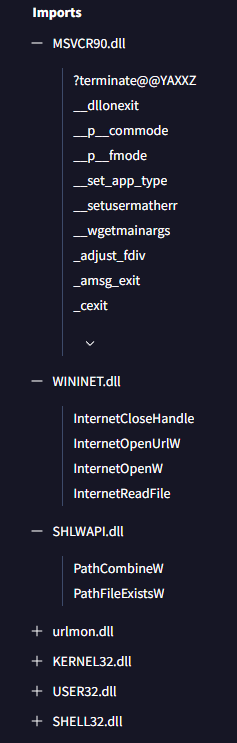 Imports
MSVCR90.dll
?terminate@@YAXXZ
__dllonexit
__p__commode
__p__fmode
__set_app_type
__setusermatherr
__wgetmainargs
_adjust_fdiv
_amsg_exit
_cexit
WININET.dll
InternetCloseHandle
InternetOpenUrlW
InternetOpenW
InternetReadFile
SHLWAPI.dll
PathCombineW
PathFileExistsW
urlmon.dll
KERNEL32.dll
USER32.dll
SHELL32.dll